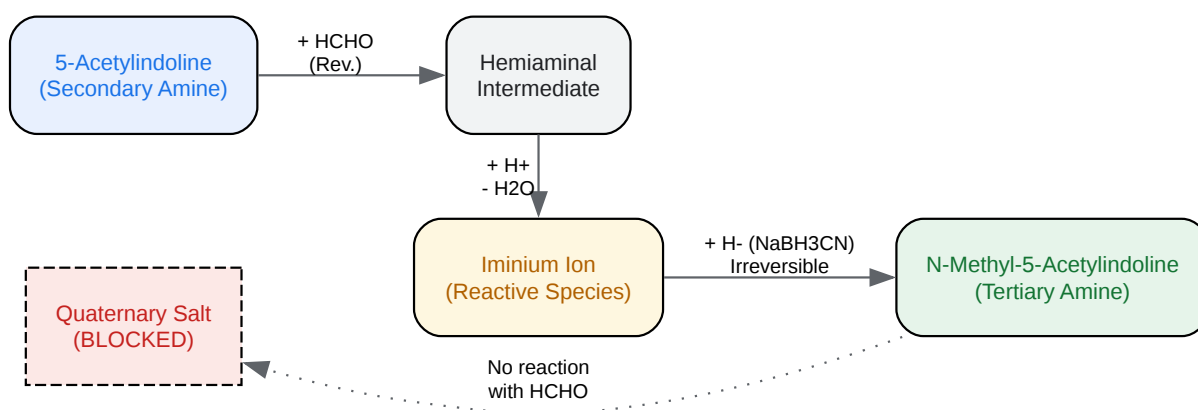 5-Acetylindoline
(Secondary Amine)
+ HCHO
(Rev.)
Hemiaminal
Intermediate
+ H+
- H2O
Iminium Ion
(Reactive Species)
+ H- (NaBH3CN)
Irreversible
N-Methyl-5-Acetylindoline
(Tertiary Amine)
Quaternary Salt
(BLOCKED)
No reaction
with HCHO